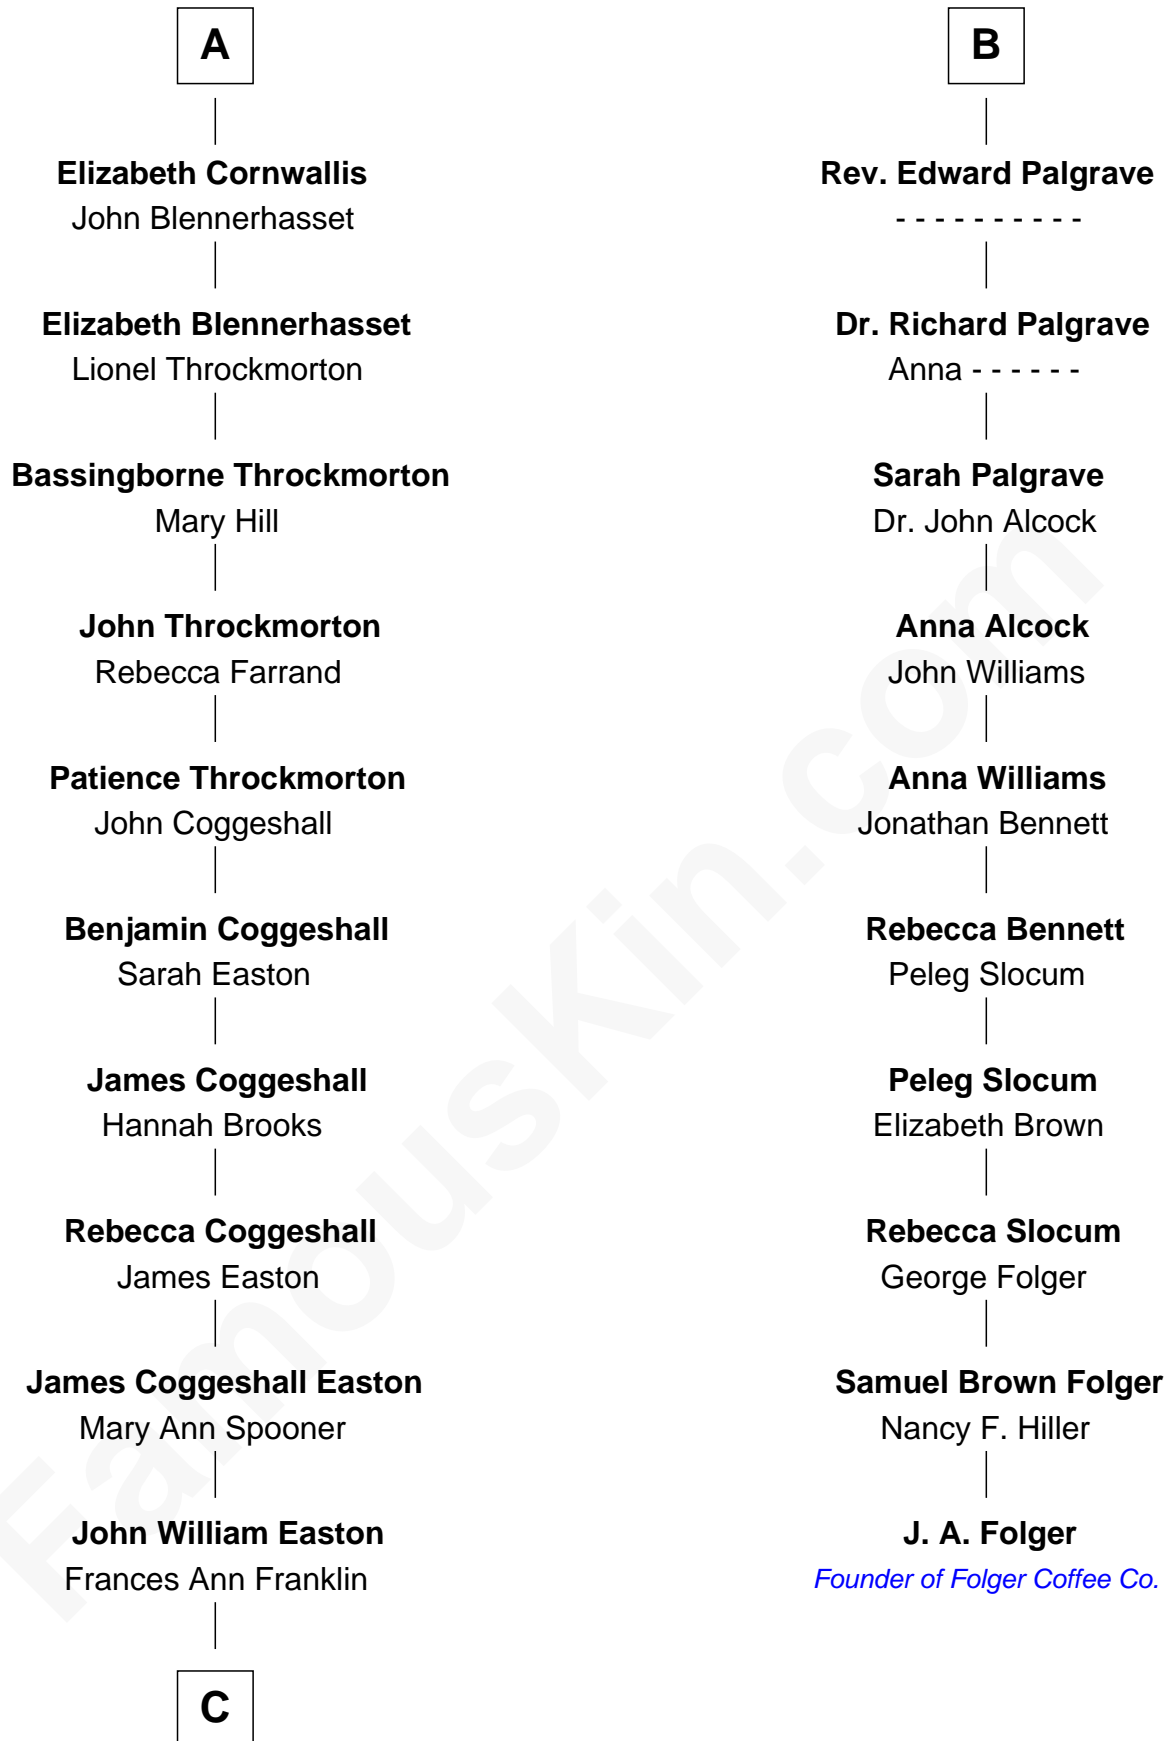 A
Elizabeth Cornwallis
John Blennerhasset
Elizabeth Blennerhasset
Lionel Throckmorton
Bassingborne Throckmorton
Mary Hill
John Throckmorton
Rebecca Farrand
Patience Throckmorton
John Coggeshall
Benjamin Coggeshall
Sarah Easton
James Coggeshall
Hannah Brooks
Rebecca Coggeshall
James Easton
James Coggeshall Easton
Mary Ann Spooner
John William Easton
Frances Ann Franklin
C
B
Rev. Edward Palgrave
- - - - - - - - - -
Dr. Richard Palgrave
Anna - - - - - -
Sarah Palgrave
Dr. John Alcock
Anna Alcock
John Williams
Anna Williams
Jonathan Bennett
Rebecca Bennett
Peleg Slocum
Peleg Slocum
Elizabeth Brown
Rebecca Slocum
George Folger
Samuel Brown Folger
Nancy F. Hiller
J. A. Folger
Founder of Folger Coffee Co.
FamousKin.com